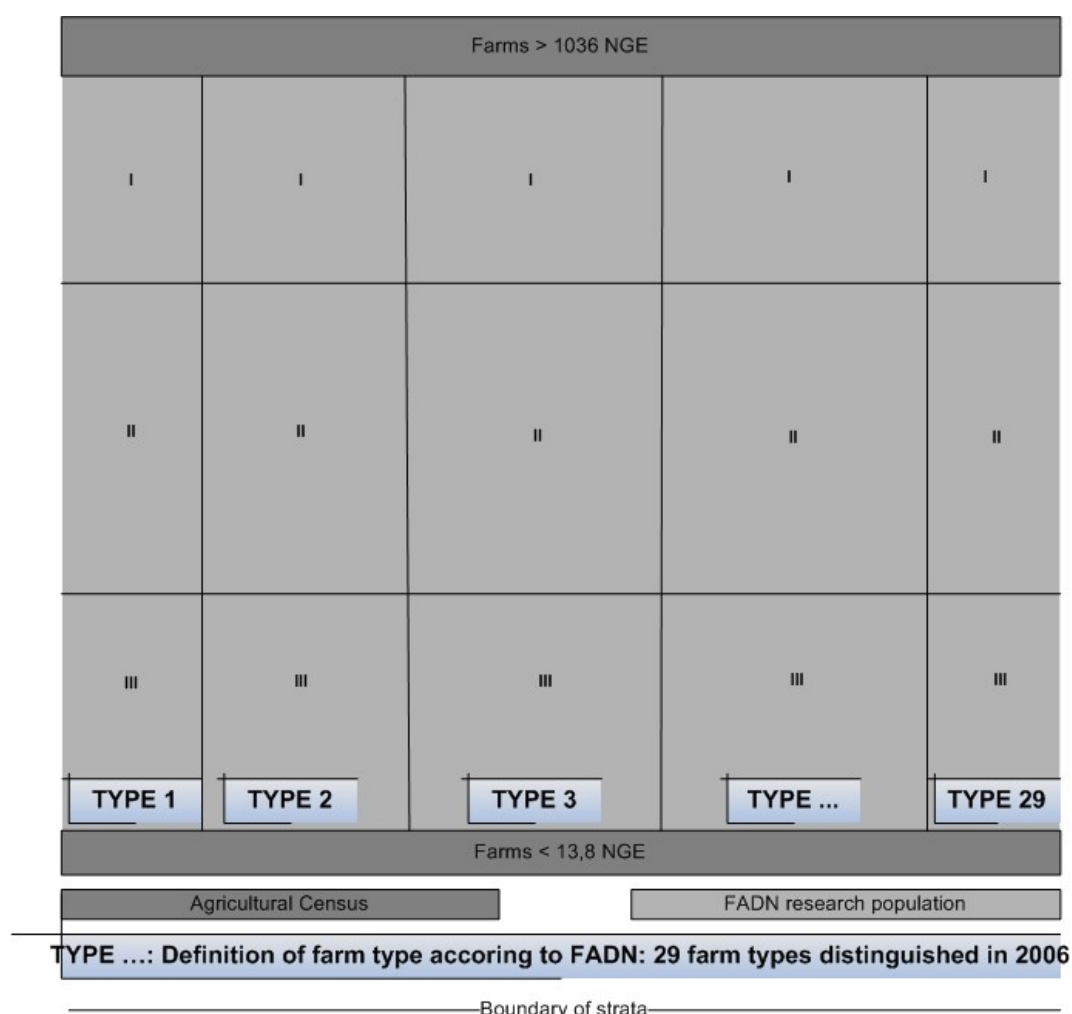 Farms > 1036 NGE
I I I I I
II II II II II
III III III III III
TYPE 1 TYPE 2 TYPE 3 TYPE ... TYPE 29
Farms < 13,8 NGE
Agricultural Census FADN research population
TYPE ...: Definition of farm type accoring to FADN: 29 farm types distinguished in 2006
Boundary of strata